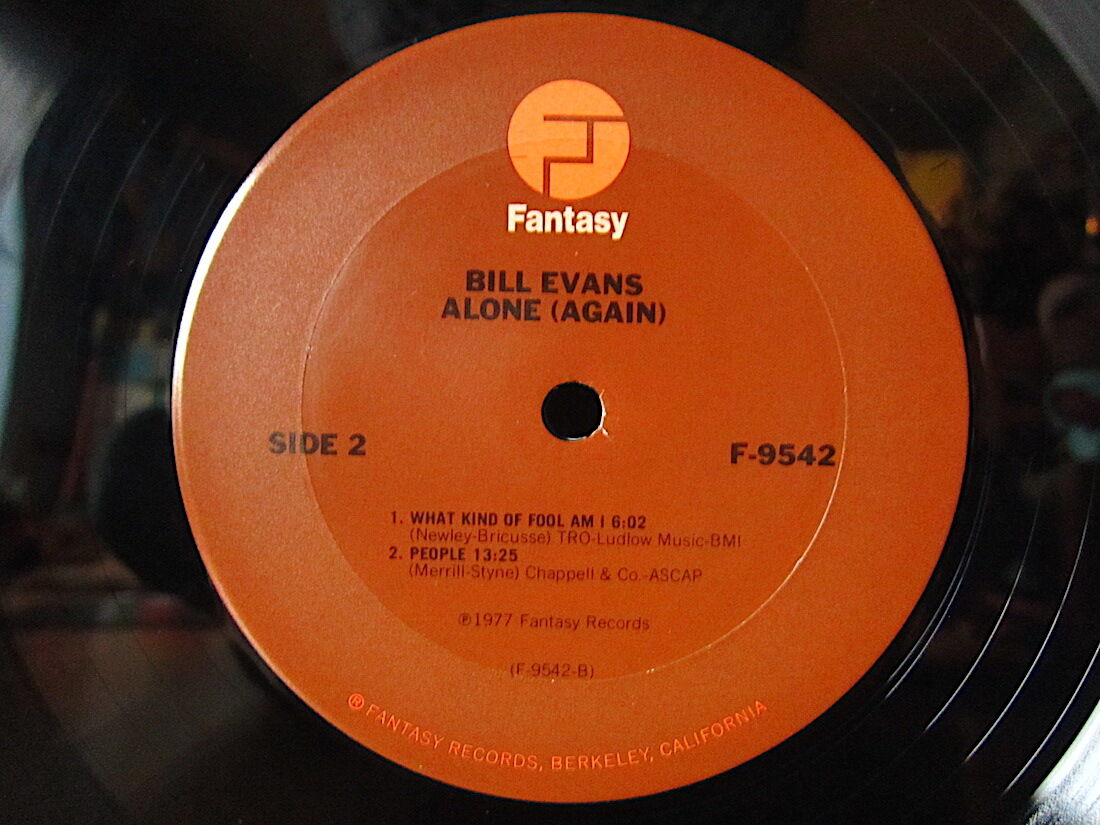 Fantasy
BILL EVANS
ALONE (AGAIN)
SIDE 2
F-9542
1. WHAT KIND OF FOOL AM I 6:02
(Newley-Bricusse) TRO-Ludlow Music-BMI
2. PEOPLE 13:25
(Merrill-Styne) Chappell & Co.-ASCAP
℗1977 Fantasy Records
(F-9542-B)
® FANTASY RECORDS, BERKELEY, CALIFORNIA